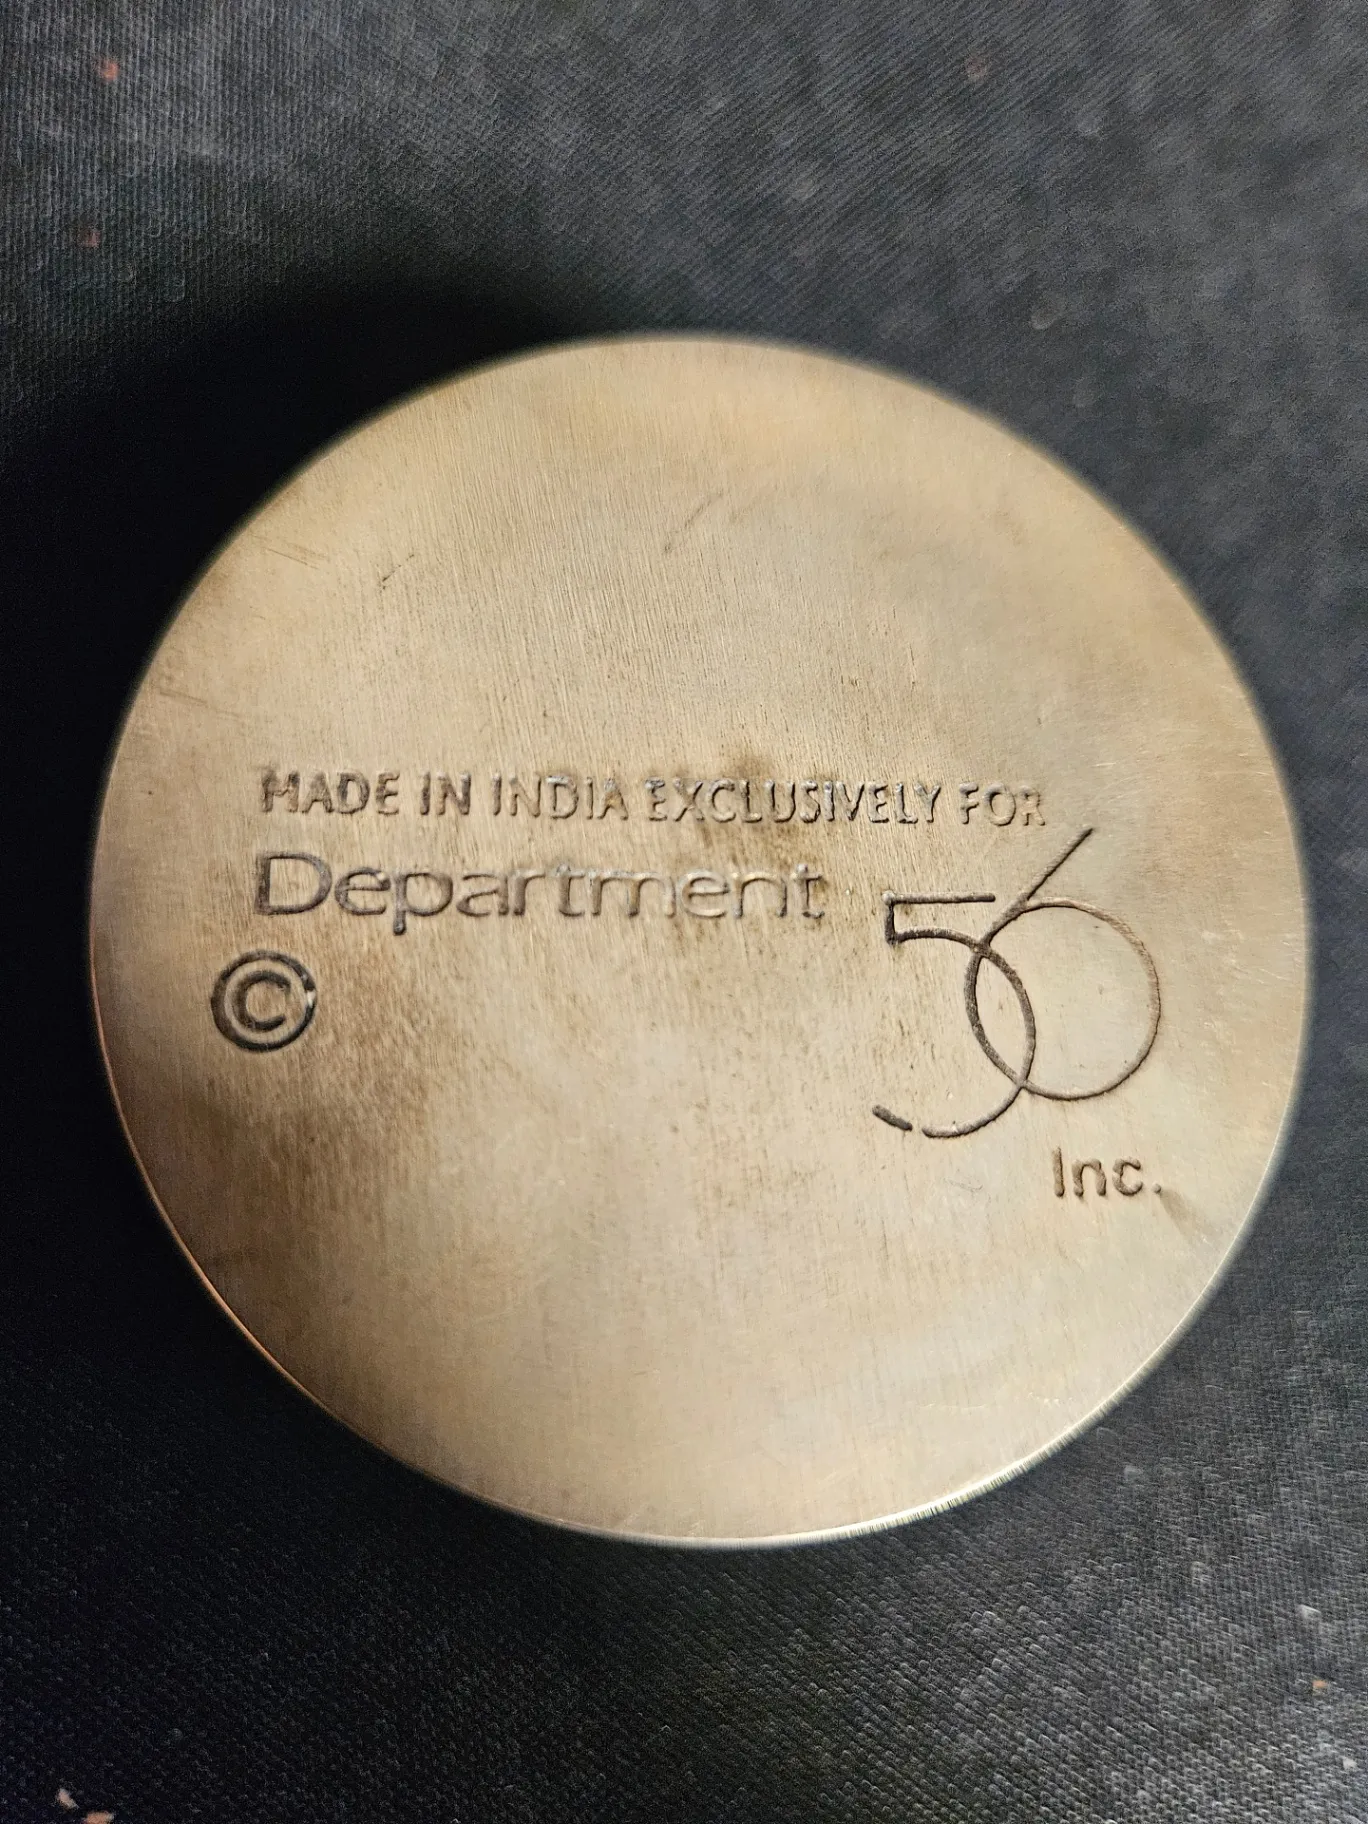 MADE IN INDIA EXCLUSIVELY FOR
Department 56
©
Inc.